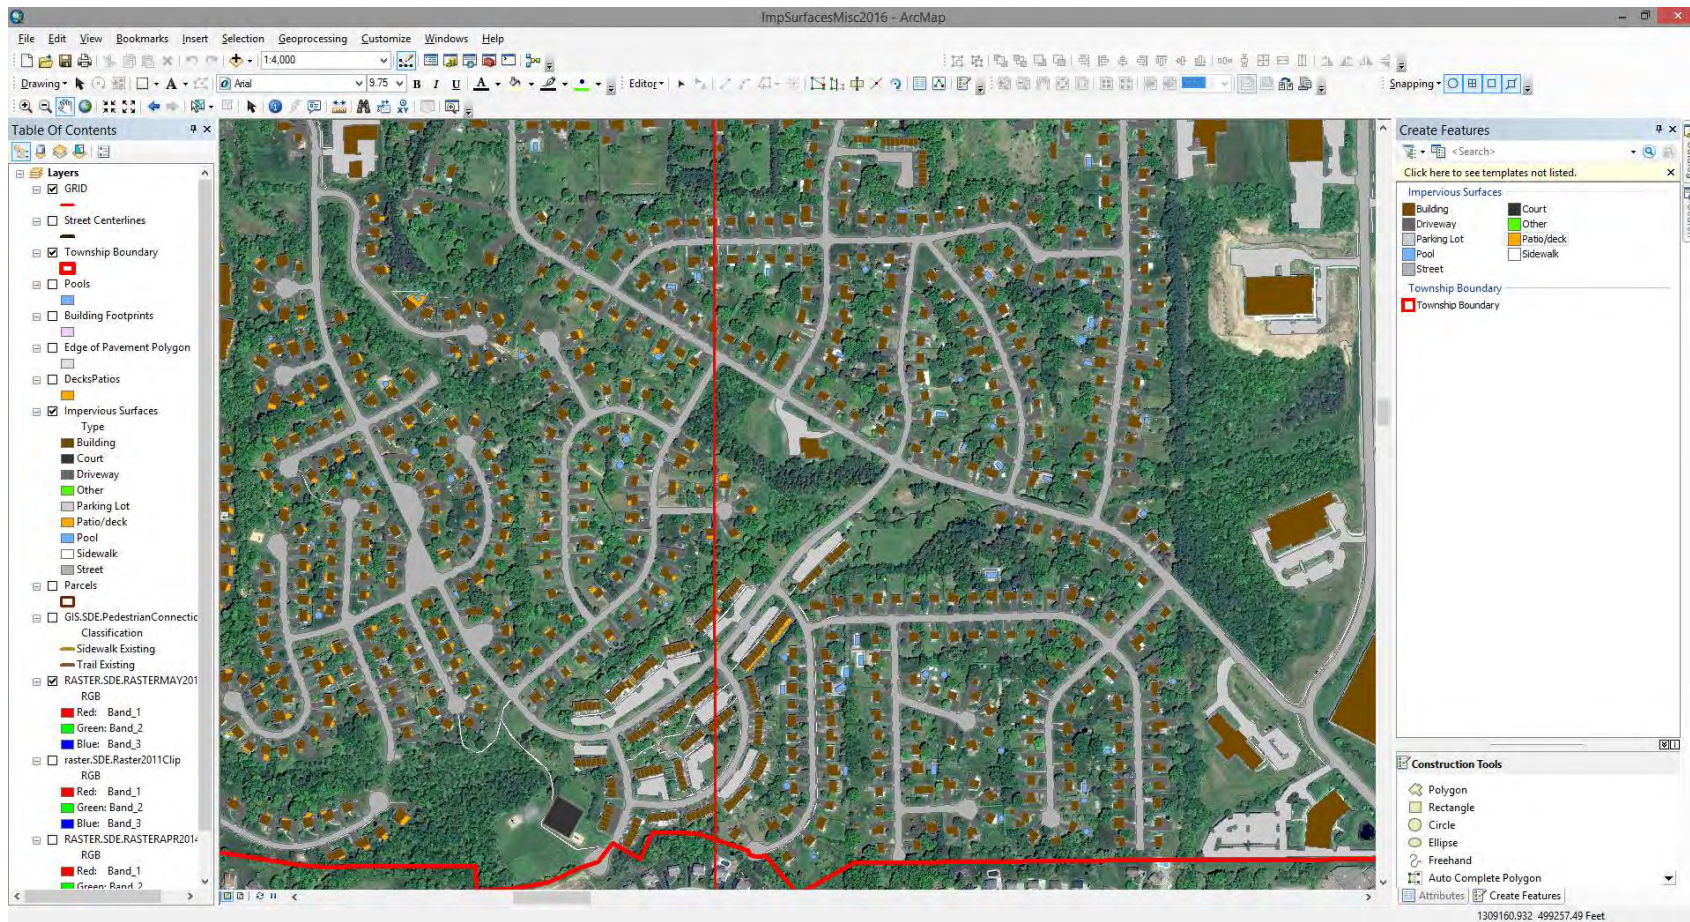 ImpSurfacesMisc2016 - ArcMap
File Edit View Bookmarks Insert Selection Geoprocessing Customize Windows Help
1:4,000
Drawing Arial 9.75 B I U A Editor Snapping
Table Of Contents
Layers
GRID
Street Centerlines
Township Boundary
Pools
Building Footprints
Edge of Pavement Polygon
DecksPatios
Impervious Surfaces
Type
Building
Court
Driveway
Other
Parking Lot
Patio/deck
Pool
Sidewalk
Street
Parcels
GIS.SDE.PedestrianConnectic
Classification
Sidewalk Existing
Trail Existing
RASTER.SDE.RASTERMAY201
RGB
Red: Band_1
Green: Band_2
Blue: Band_3
raster.SDE.Raster2011Clip
RGB
Red: Band_1
Green: Band_2
Blue: Band_3
RASTER.SDE.RASTERAPR201
RGB
Red: Band_1
Green: Band_2
Create Features
<Search>
Click here to see templates not listed.
Impervious Surfaces
Building Court
Driveway Other
Parking Lot Patio/deck
Pool Sidewalk
Street
Township Boundary
Township Boundary
Construction Tools
Polygon
Rectangle
Circle
Ellipse
Freehand
Auto Complete Polygon
Attributes Create Features
1309160.932 499257.49 Feet